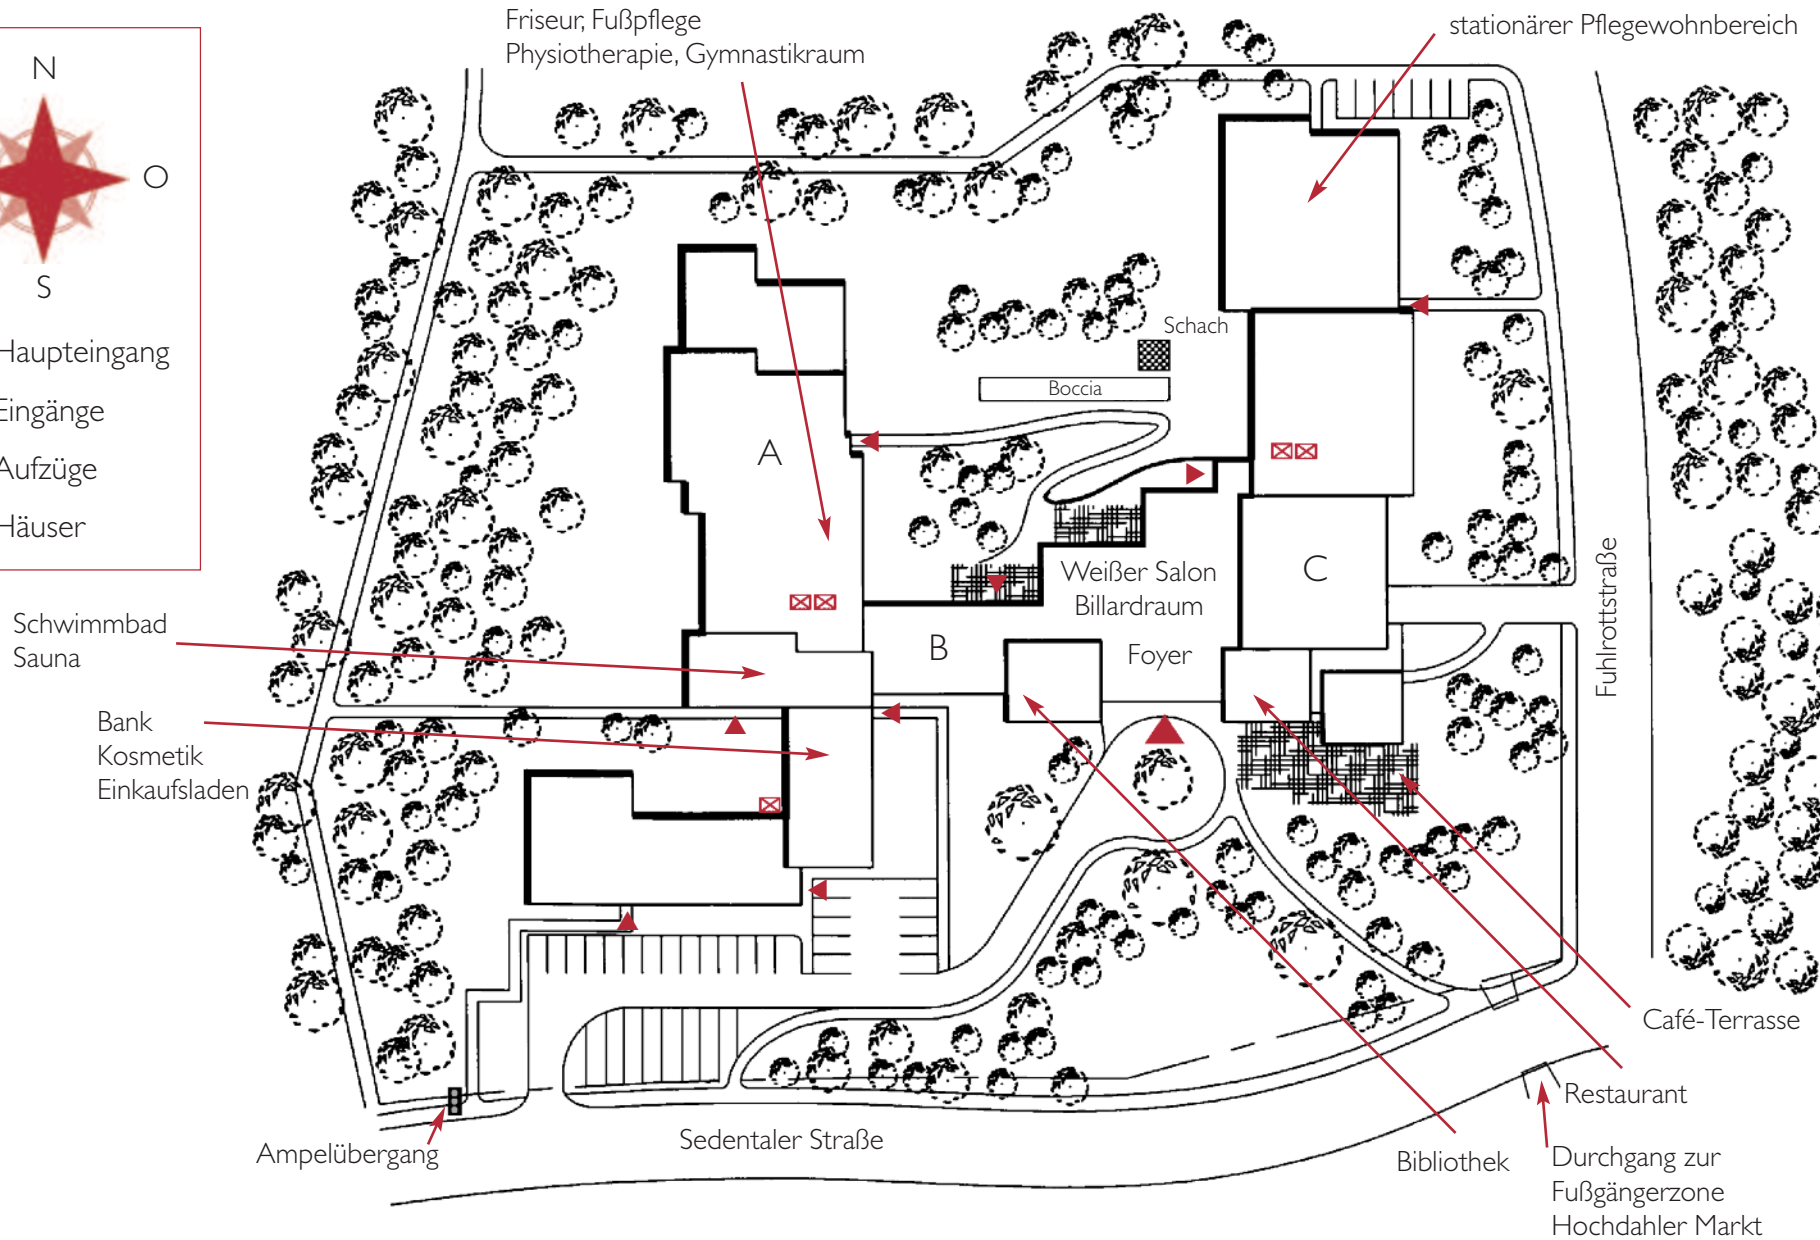 Friseur, Fußpflege
Physiotherapie, Gymnastikraum
stationärer Pflegewohnbereich
N
O
S
Haupteingang
Eingänge
Aufzüge
Häuser
Schach
Boccia
A
Weißer Salon
Billardraum
C
B
Foyer
Fuhlrottstraße
Schwimmbad
Sauna
Bank
Kosmetik
Einkaufsladen
Café-Terrasse
Restaurant
Ampelübergang
Sedentaler Straße
Bibliothek
Durchgang zur
Fußgängerzone
Hochdahler Markt